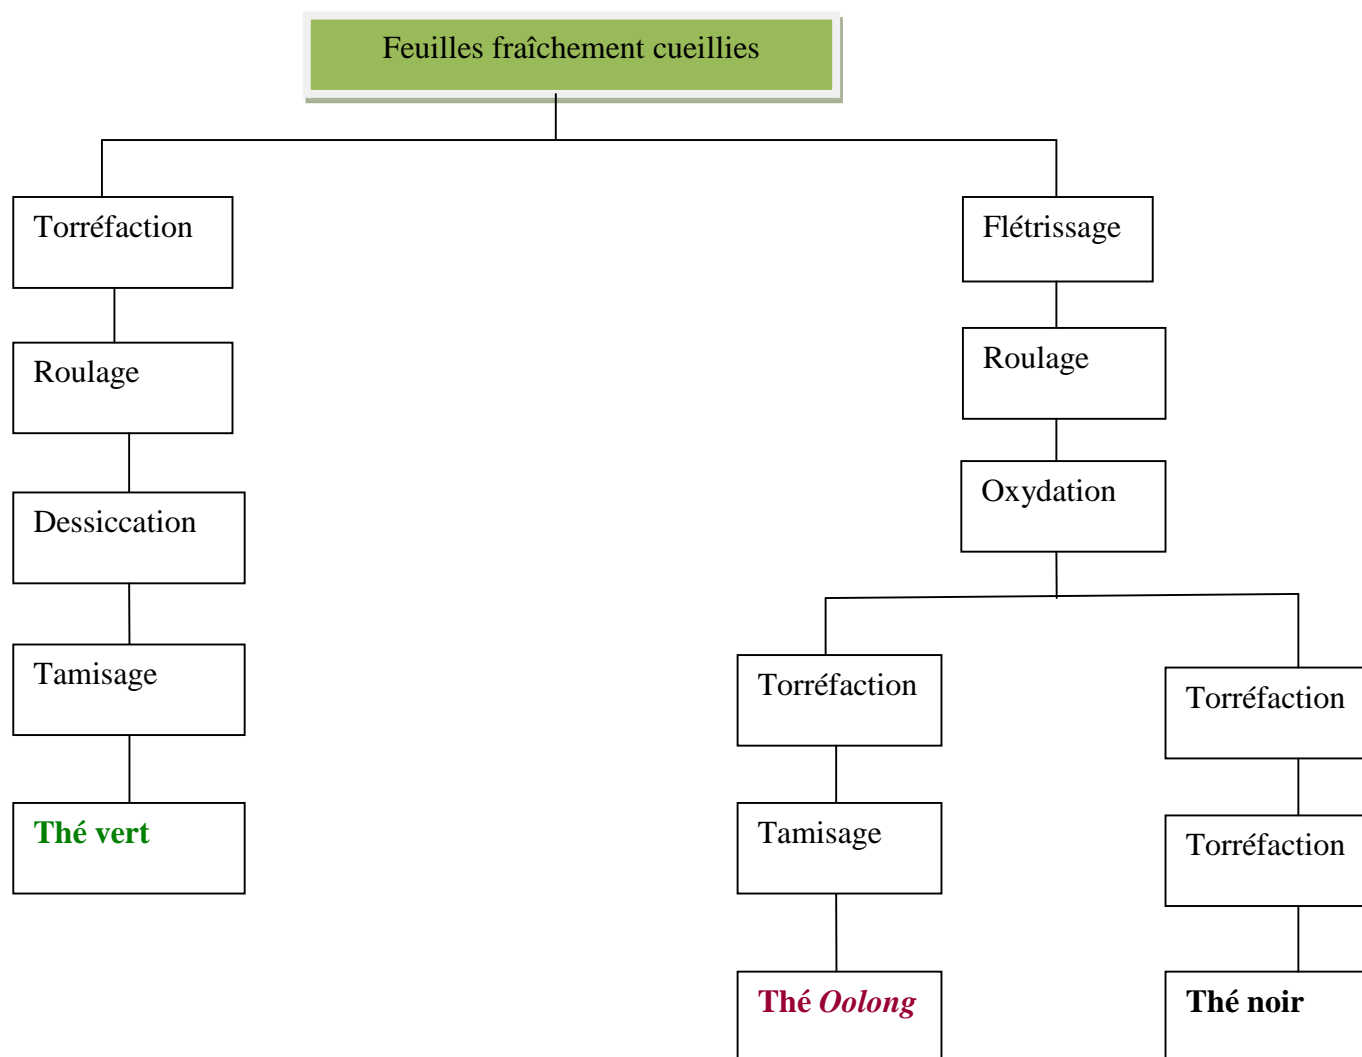 Feuilles fraîchement cueillies
Torréfaction
Roulage
Dessiccation
Tamisage
Thé vert
Flétrissage
Roulage
Oxydation
Torréfaction
Tamisage
Thé Oolong
Torréfaction
Torréfaction
Thé noir